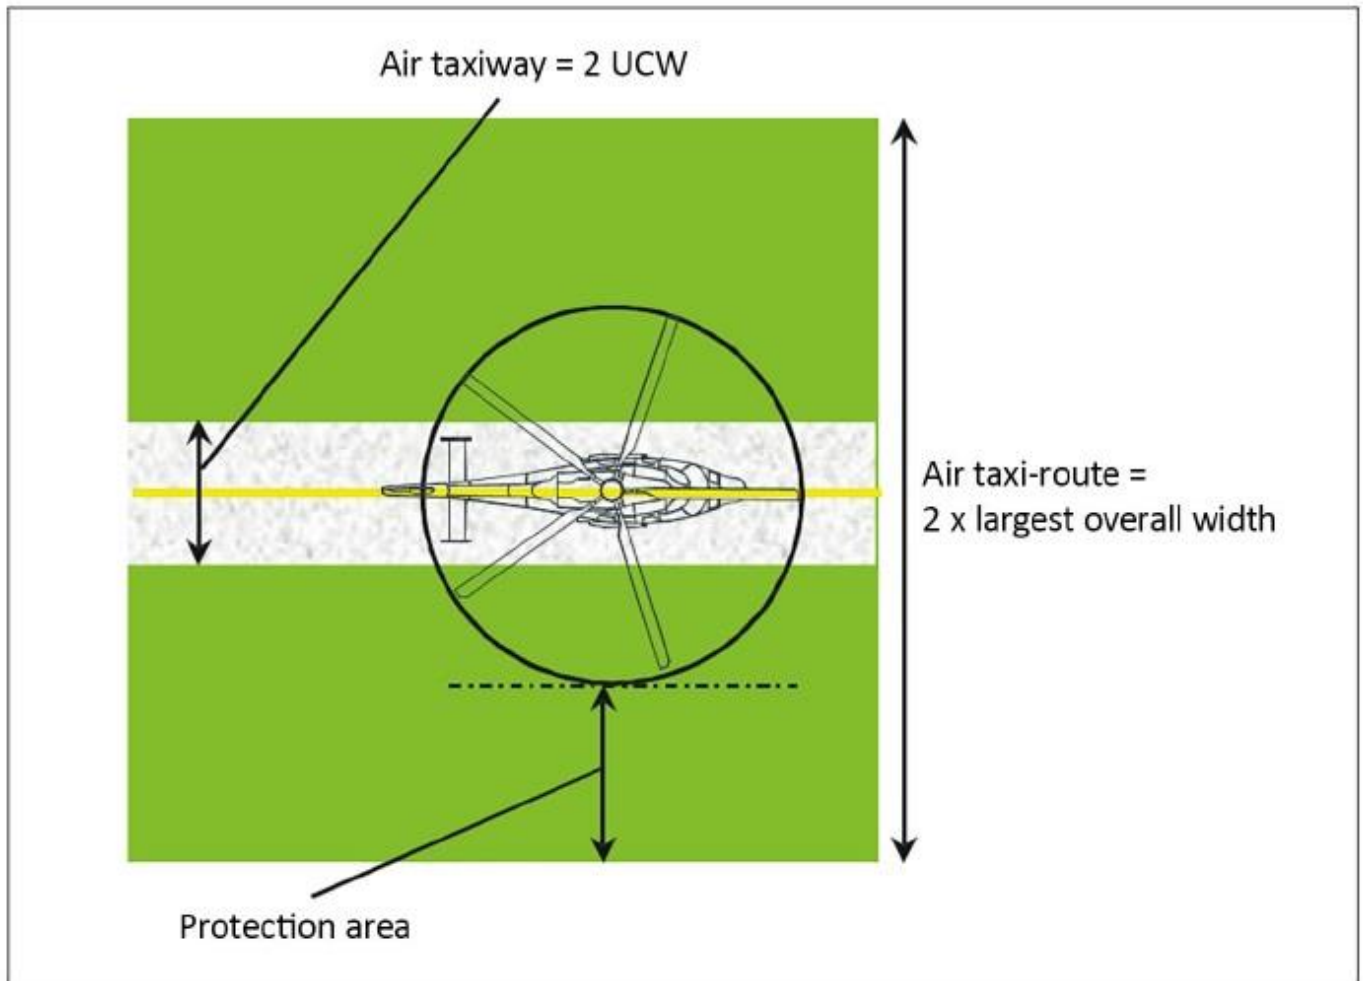 Air taxiway = 2 UCW
Air taxi-route =
2 x largest overall width
Protection area